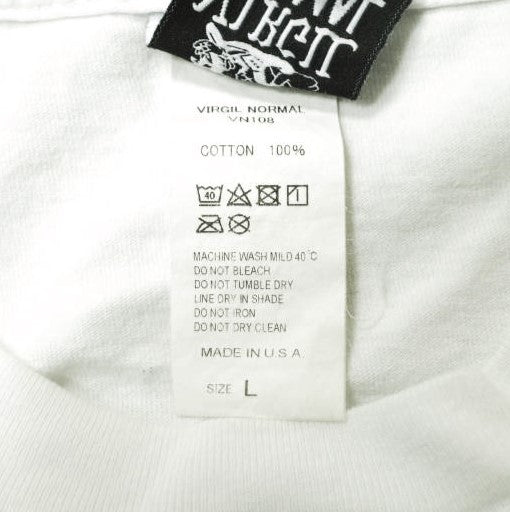 VIRGIL NORMAL
VN108
COTTON 100%
40
MACHINE WASH MILD 40℃
DO NOT BLEACH
DO NOT TUMBLE DRY
LINE DRY IN SHADE
DO NOT IRON
DO NOT DRY CLEAN
MADE IN U.S.A.
SIZE L